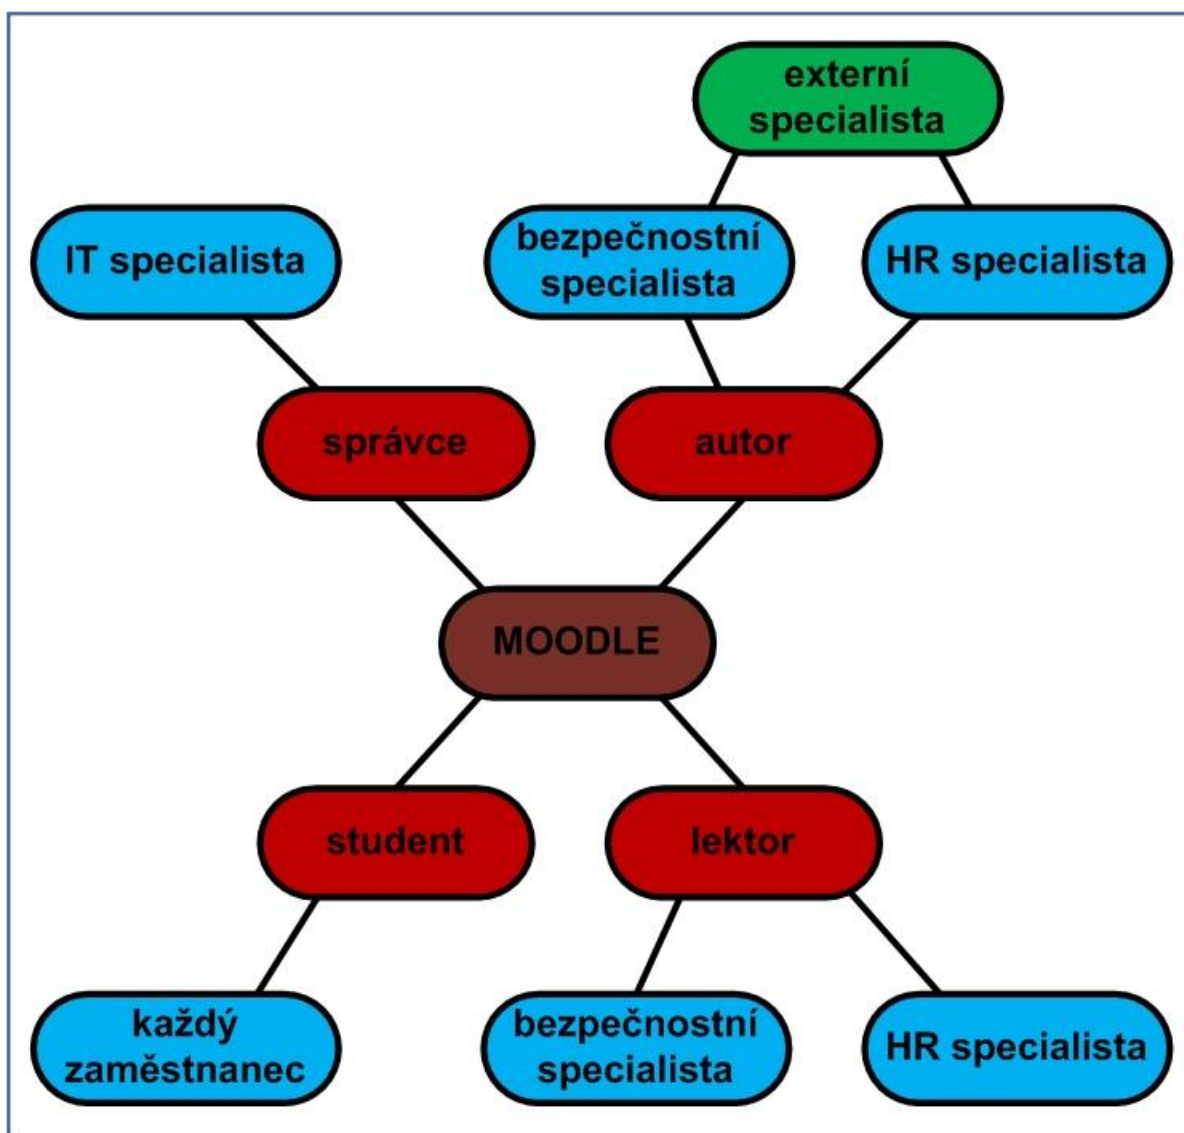 externí
specialista
IT specialista
bezpečnostní
specialista
HR specialista
správce
autor
MOODLE
student
lektor
každý
zaměstnanec
bezpečnostní
specialista
HR specialista